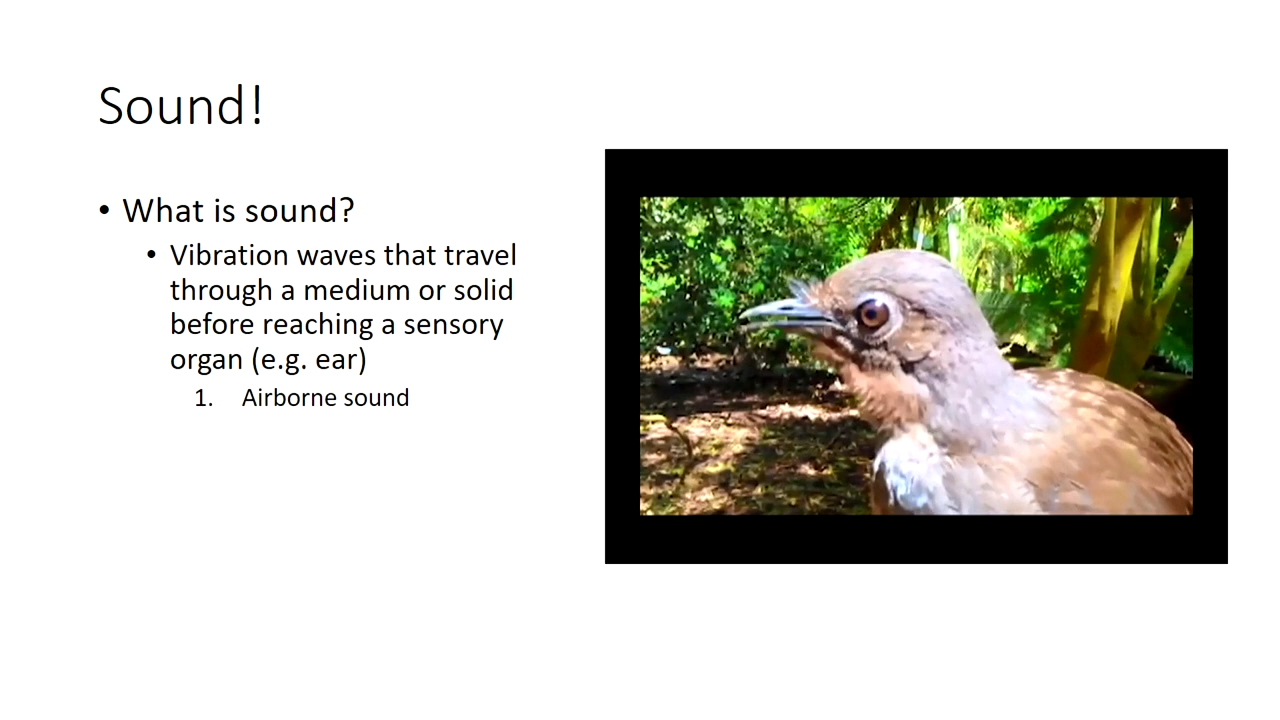 Sound!
• What is sound?
• Vibration waves that travel
through a medium or solid
before reaching a sensory
organ (e.g. ear)
1. Airborne sound